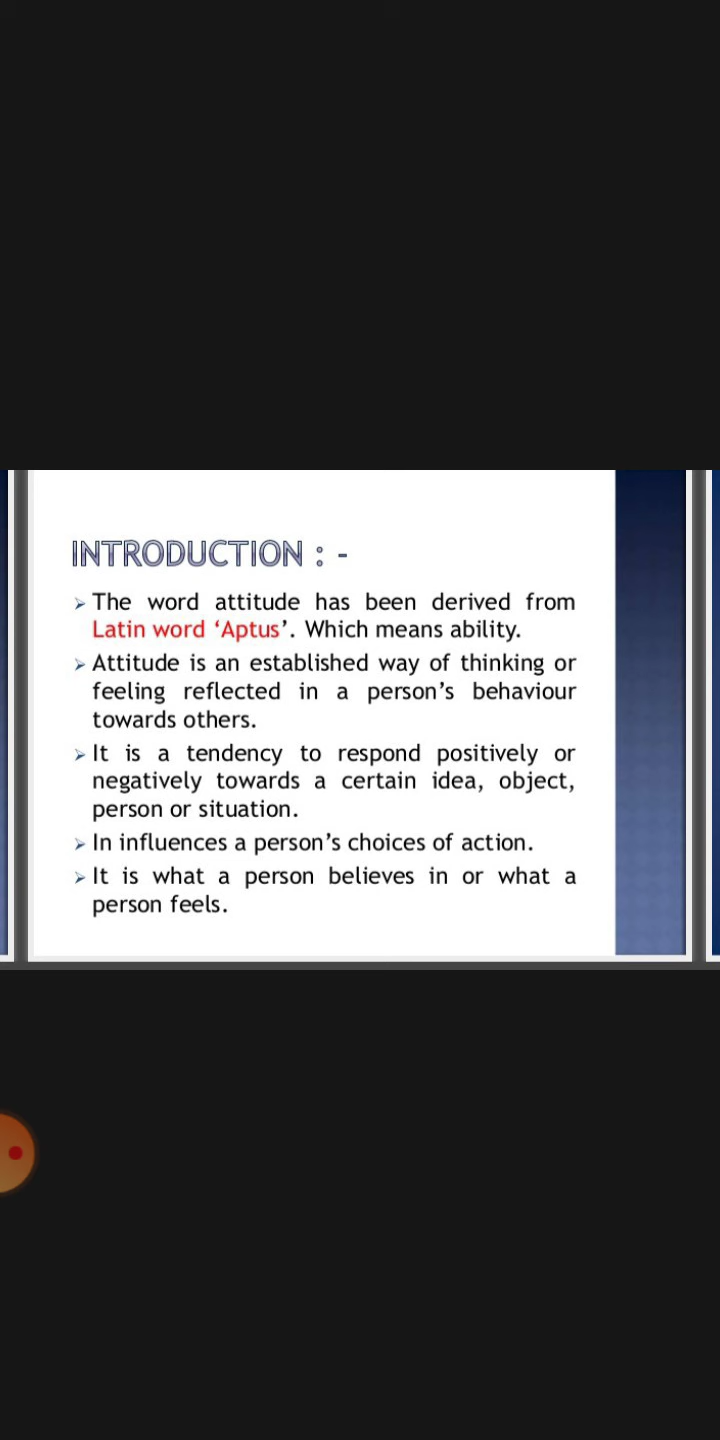 INTRODUCTION : -
➢ The word attitude has been derived from
Latin word ‘Aptus’. Which means ability.
➢ Attitude is an established way of thinking or
feeling reflected in a person’s behaviour
towards others.
➢ It is a tendency to respond positively or
negatively towards a certain idea, object,
person or situation.
➢ In influences a person’s choices of action.
➢ It is what a person believes in or what a
person feels.